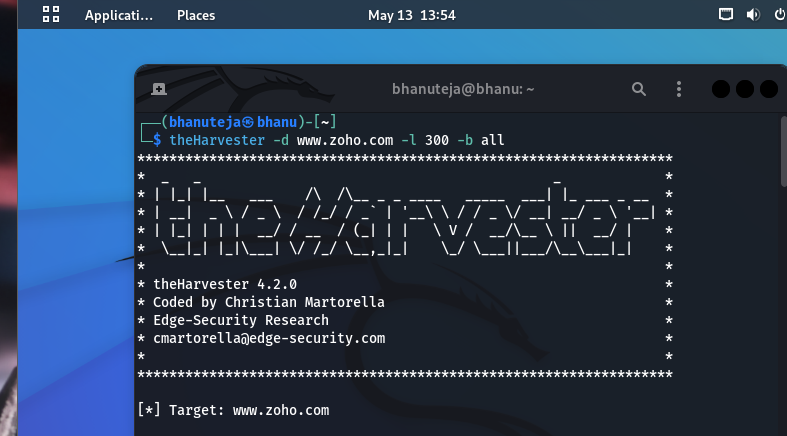 Applicati... Places May 13 13:54
bhanuteja@bhanu: ~
(bhanuteja㉿bhanu)-[~]
$ theHarvester -d www.zoho.com -l 300 -b all
*******************************************************************
*  _   _                                            _             *
* | |_| |__   ___    /\  /\__ _ _ ____   _____  ___| |_ ___ _ __  *
* | __|  _ \ / _ \  / /_/ / _` | '__\ \ / / _ \/ __| __/ _ \ '__| *
* | |_| | | |  __/ / __  / (_| | |   \ V /  __/\__ \ ||  __/ |    *
*  \__|_| |_|\___| \/ /_/ \__,_|_|    \_/ \___||___/\__\___|_|    *
*                                                                 *
* theHarvester 4.2.0                                              *
* Coded by Christian Martorella                                   *
* Edge-Security Research                                          *
* cmartorella@edge-security.com                                   *
*                                                                 *
*******************************************************************
[*] Target: www.zoho.com